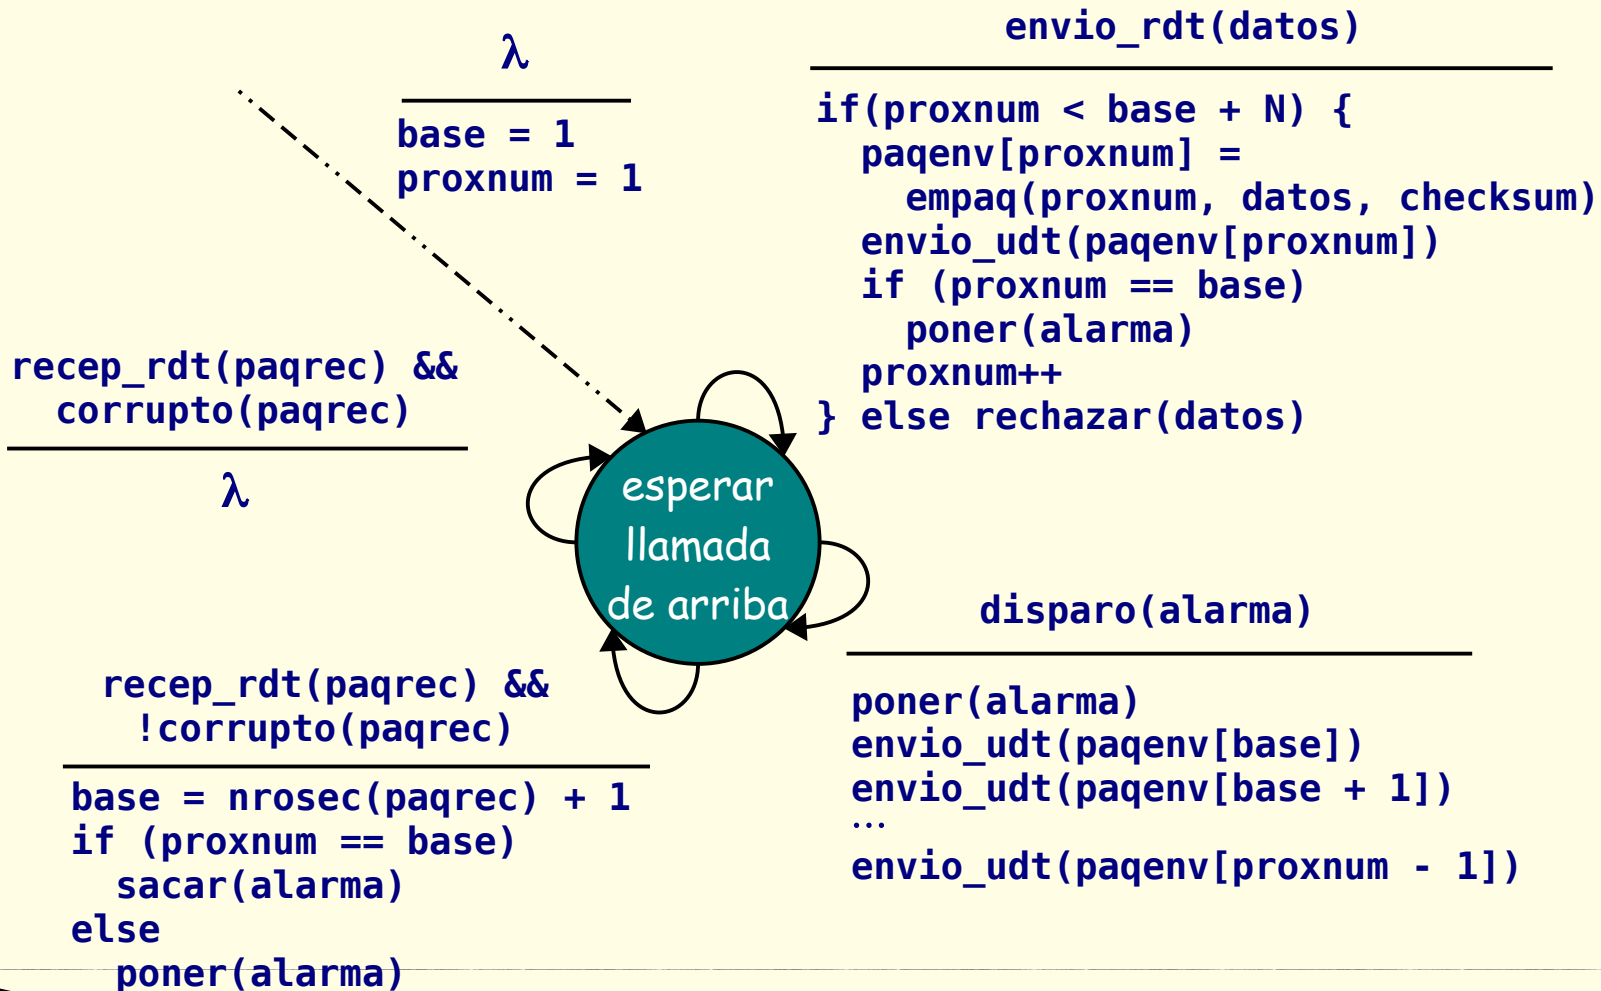 λ
base = 1
proxnum = 1
envio_rdt(datos)
if(proxnum < base + N) {
paqenv[proxnum] =
empaq(proxnum, datos, checksum)
envio_udt(paqenv[proxnum])
if (proxnum == base)
poner(alarma)
proxnum++
} else rechazar(datos)
recep_rdt(paqrec) &&
corrupto(paqrec)
λ
esperar
llamada
de arriba
disparo(alarma)
poner(alarma)
envio_udt(paqenv[base])
envio_udt(paqenv[base + 1])
...
envio_udt(paqenv[proxnum - 1])
recep_rdt(paqrec) &&
!corrupto(paqrec)
base = nrosec(paqrec) + 1
if (proxnum == base)
sacar(alarma)
else
poner(alarma)